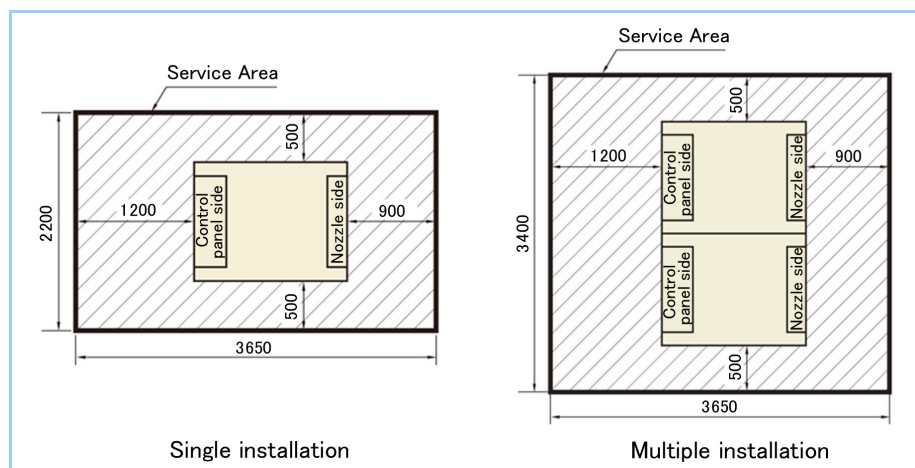 Service Area
500
1200
Control
panel side
Nozzle side
900
2200
500
3650
Single installation
Service Area
500
1200
Control
panel side
Nozzle side
900
3400
Control
panel side
Nozzle side
500
3650
Multiple installation